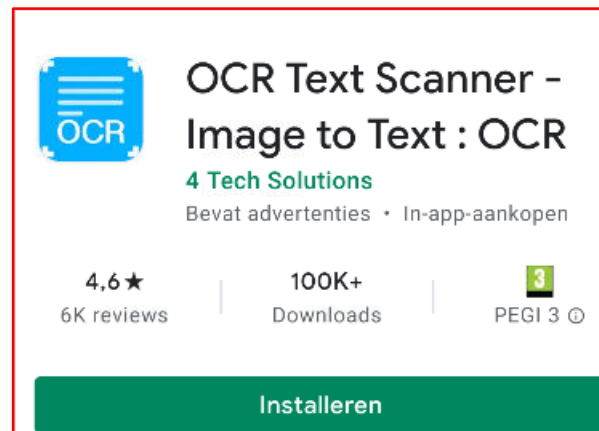 OCR
OCR Text Scanner -
Image to Text : OCR
4 Tech Solutions
Bevat advertenties • In-app-aankopen
4,6★ 100K+ 3
6K reviews Downloads PEGI 3 ⓘ
Installeren